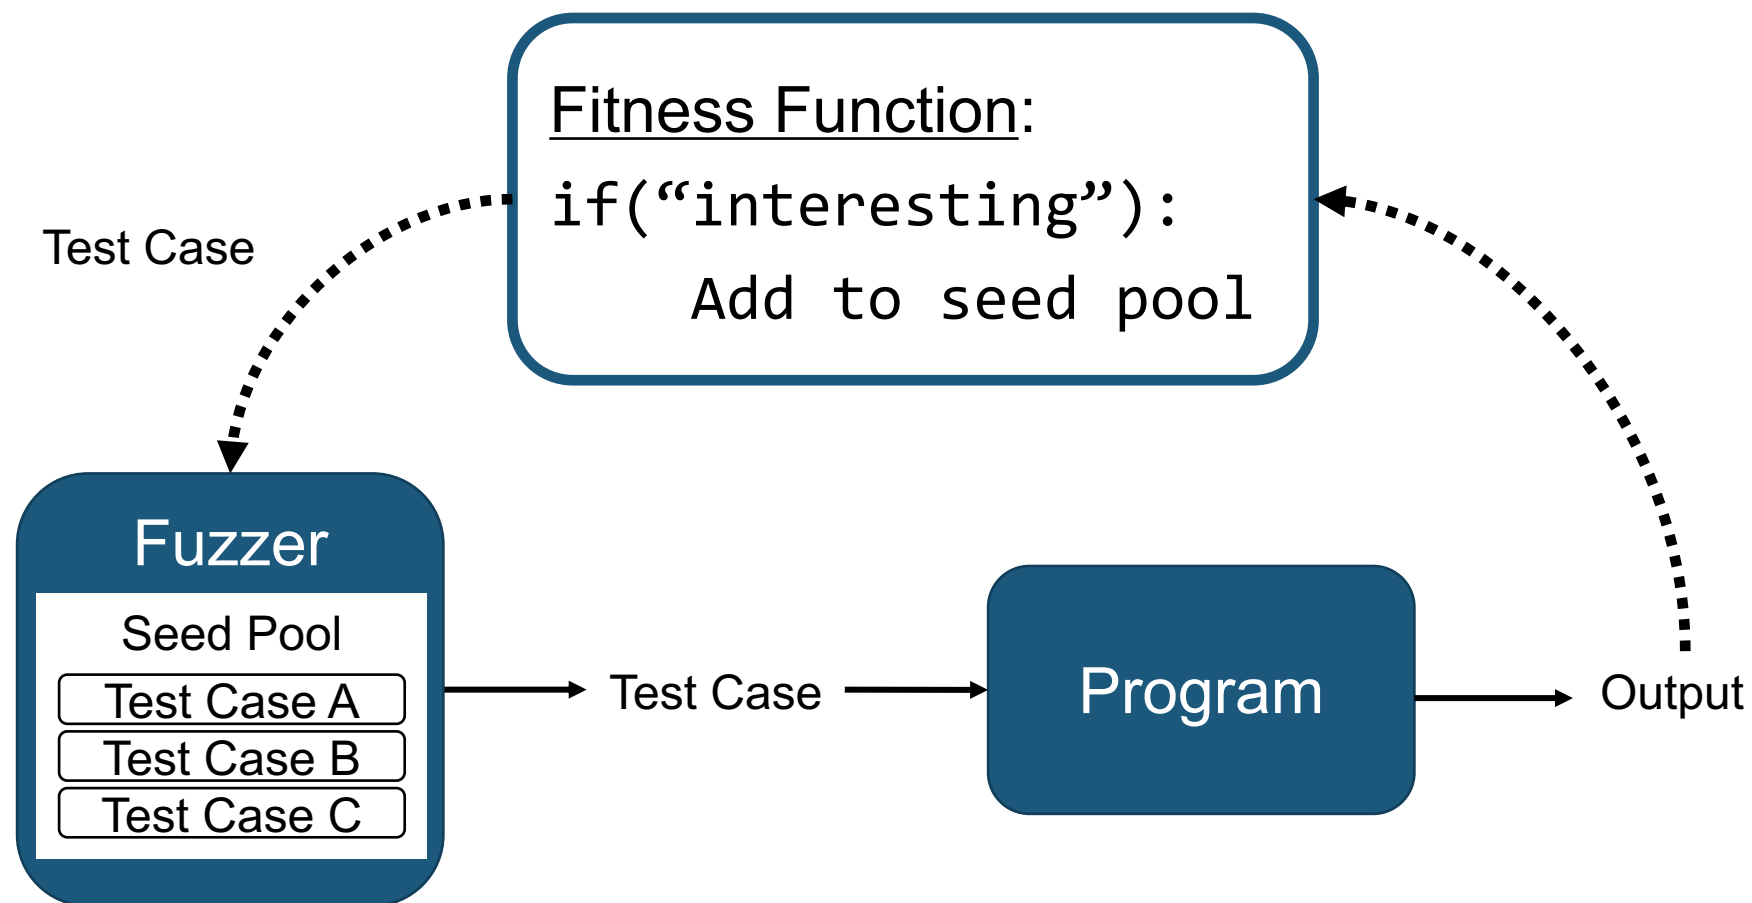 Fitness Function:
if(“interesting”):
Add to seed pool
Test Case
Fuzzer
Seed Pool
Test Case A
Test Case B
Test Case C
Test Case
Program
Output